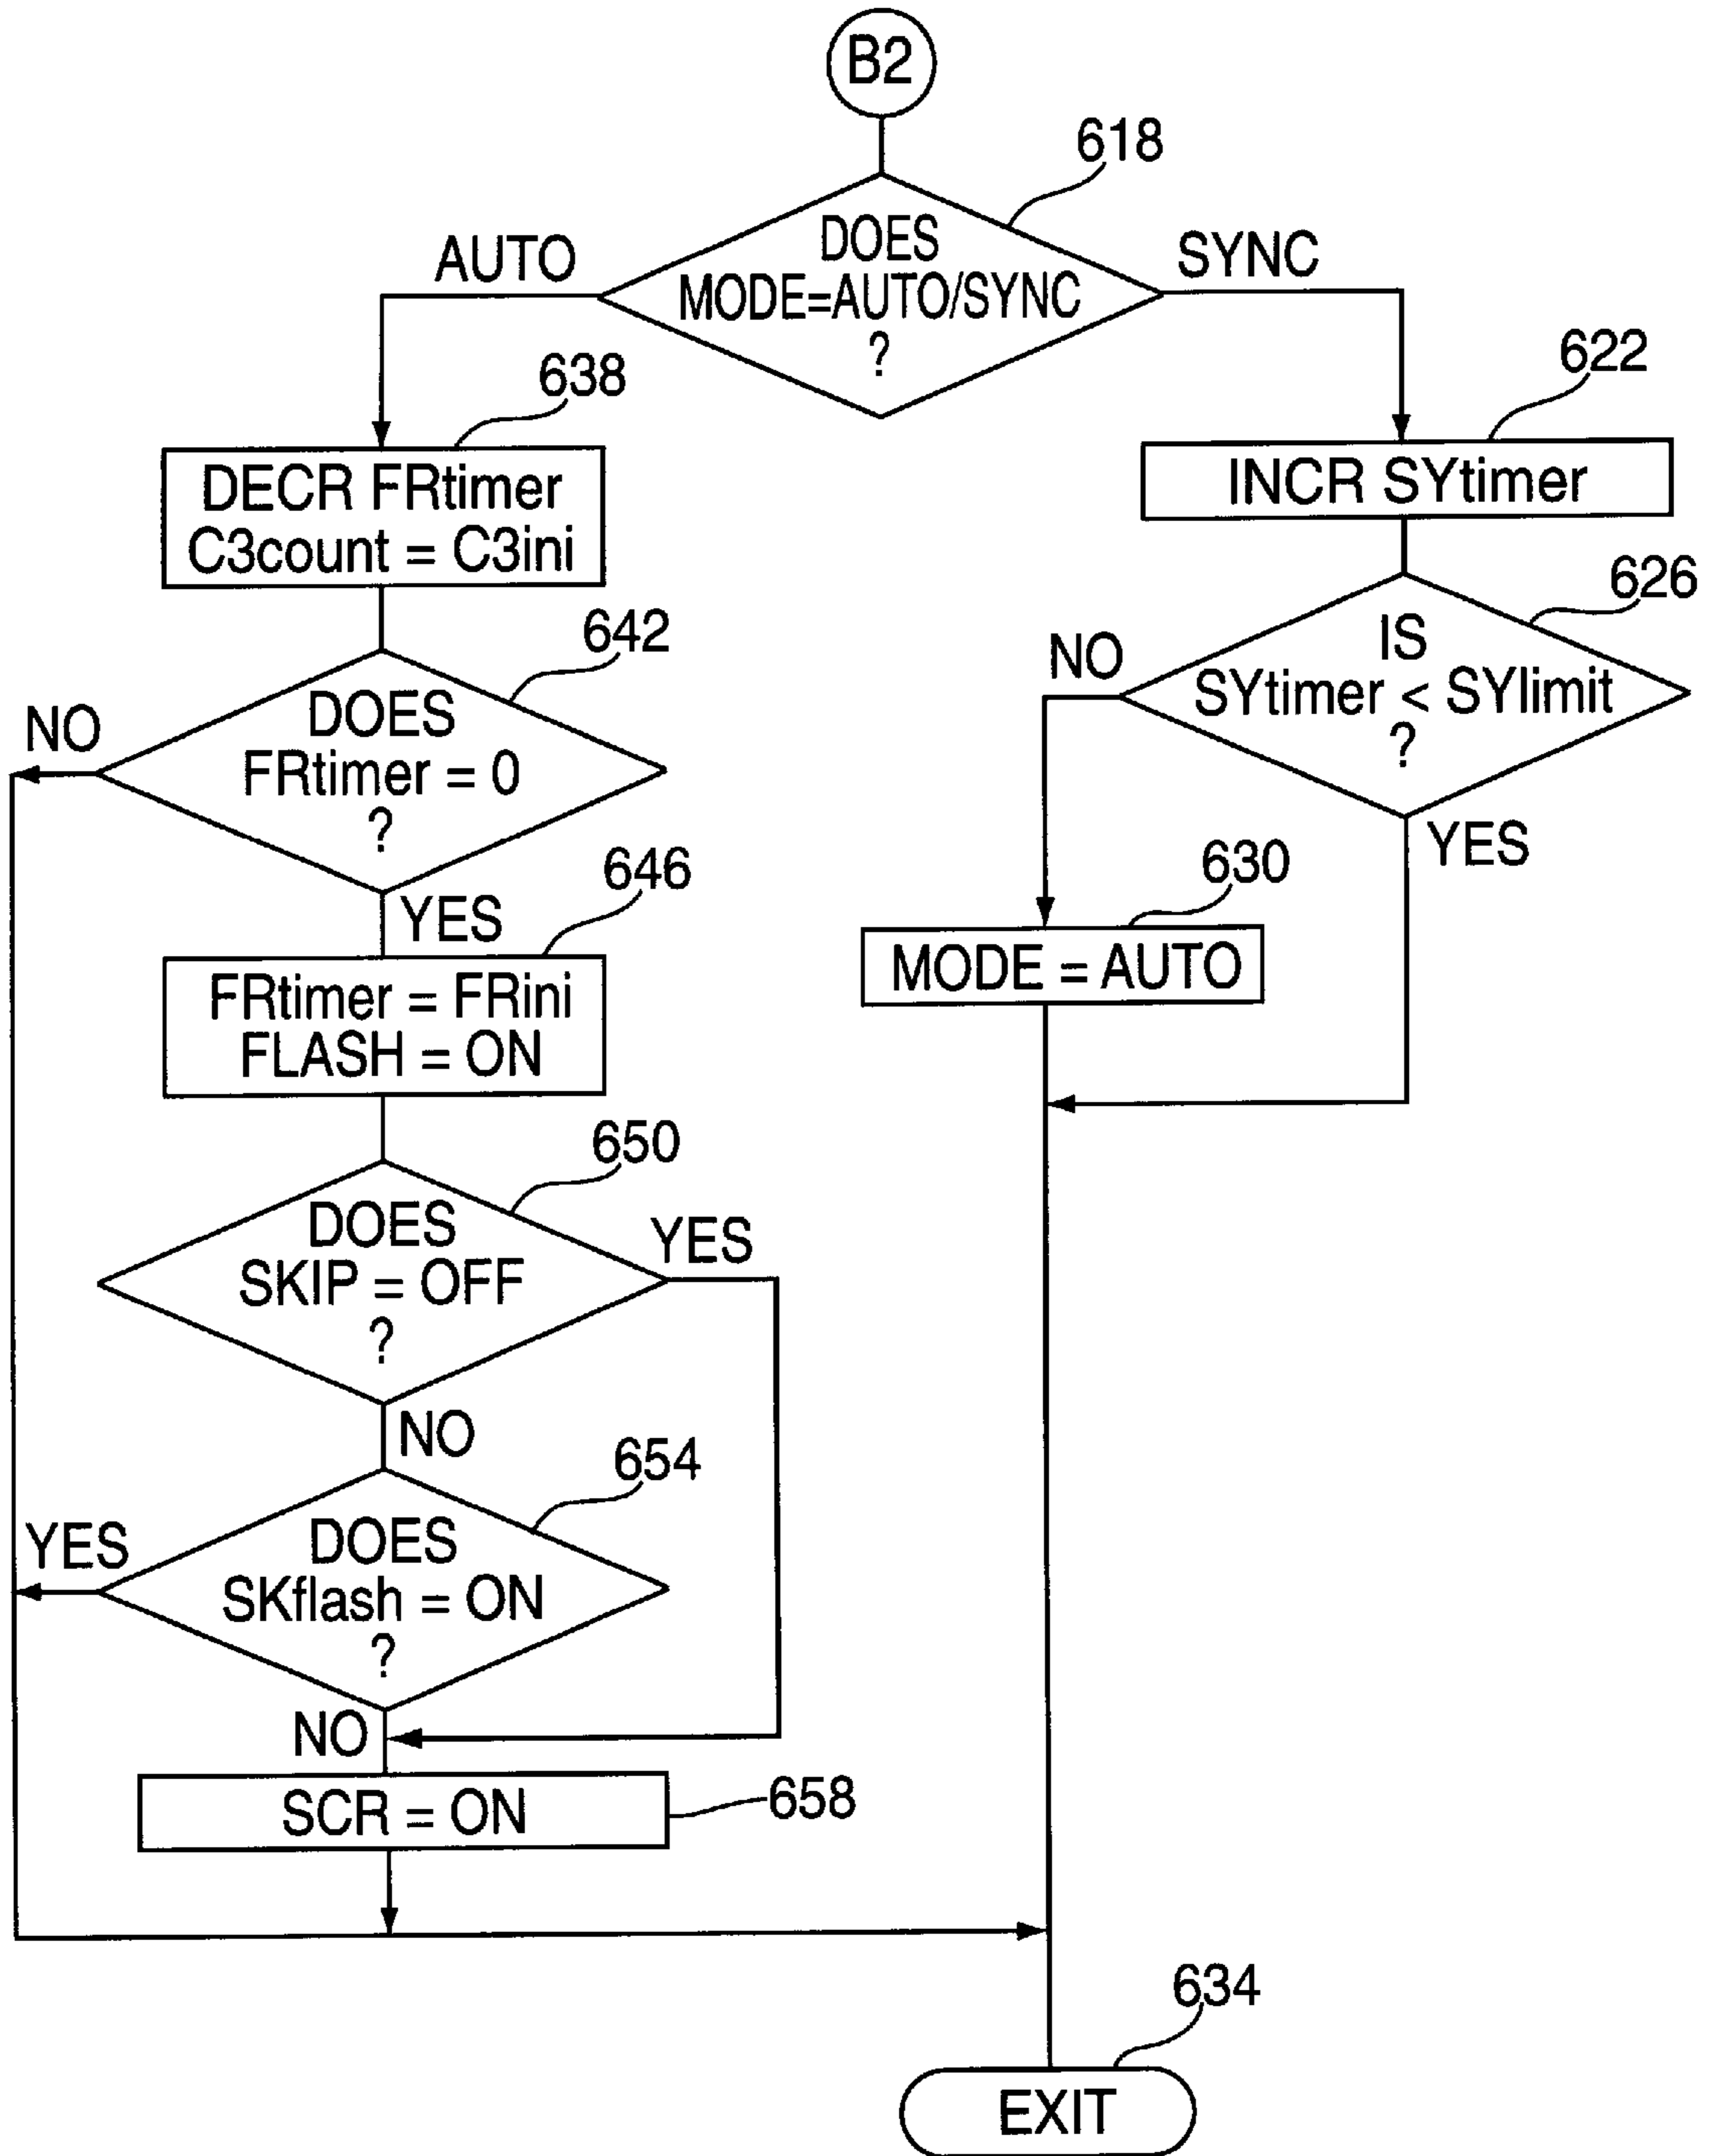 B2
618
DOES
MODE=AUTO/SYNC
?
AUTO
SYNC
638
DECR FRtimer
C3count = C3ini
622
INCR SYtimer
642
DOES
FRtimer = 0
?
NO
YES
626
IS
SYtimer < SYlimit
?
NO
YES
630
MODE = AUTO
646
FRtimer = FRini
FLASH = ON
650
DOES
SKIP = OFF
?
YES
NO
654
DOES
SKflash = ON
?
YES
NO
SCR = ON
658
634
EXIT